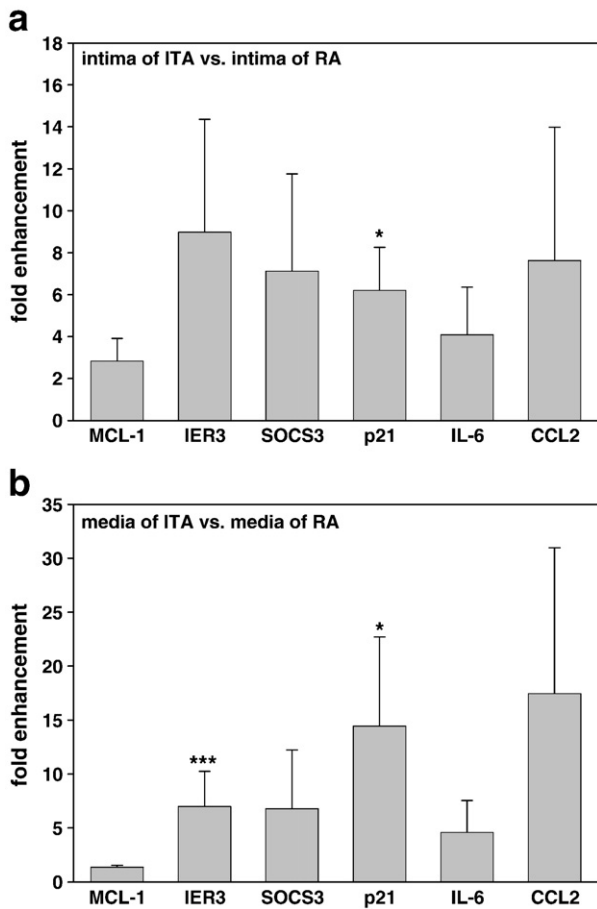 a
18
intima of ITA vs. intima of RA
16
14
12
10
8
6
4
2
0
fold enhancement
*
MCL-1 IER3 SOCS3 p21 IL-6 CCL2
b
35
media of ITA vs. media of RA
30
25
20
15
10
5
0
fold enhancement
***
*
MCL-1 IER3 SOCS3 p21 IL-6 CCL2